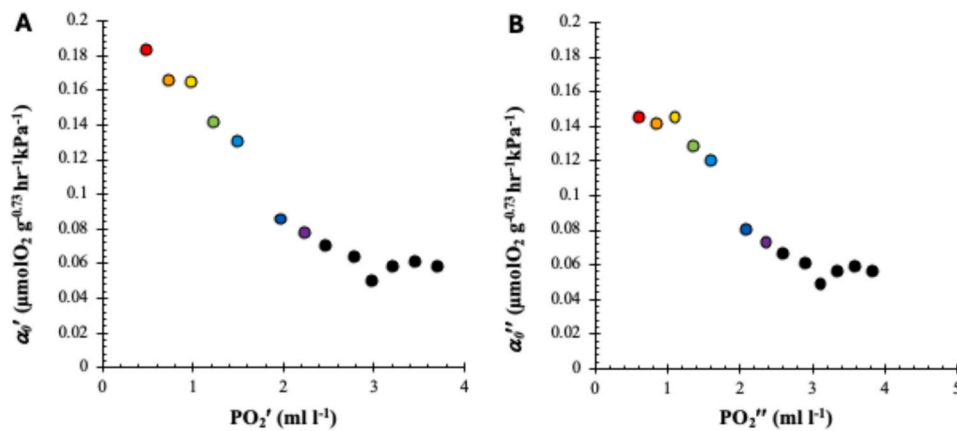 A
0.2
0.18
0.16
0.14
0.12
0.1
0.08
0.06
0.04
0.02
0
0 1 2 3 4
α₀′ (μmolO₂ g⁻⁰·⁷³ hr⁻¹kPa⁻¹)
PO₂′ (ml l⁻¹)
B
0.2
0.18
0.16
0.14
0.12
0.1
0.08
0.06
0.04
0.02
0
0 1 2 3 4 5
α₀″ (μmolO₂ g⁻⁰·⁷³ hr⁻¹kPa⁻¹)
PO₂″ (ml l⁻¹)